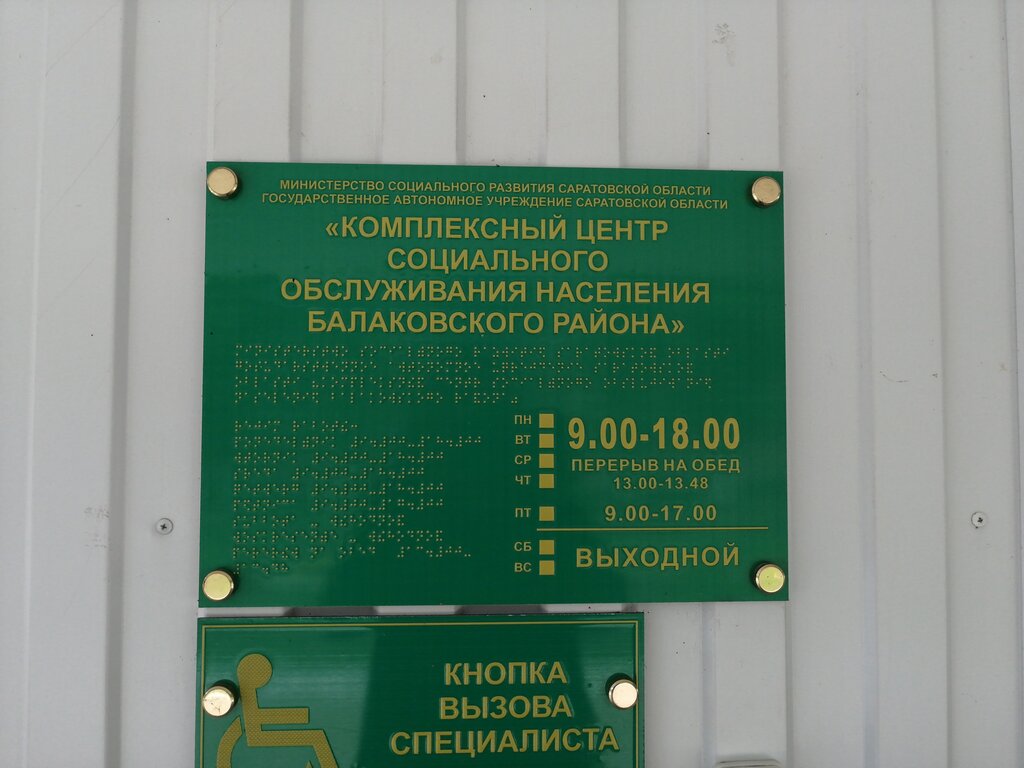 МИНИСТЕРСТВО СОЦИАЛЬНОГО РАЗВИТИЯ САРАТОВСКОЙ ОБЛАСТИ
ГОСУДАРСТВЕННОЕ АВТОНОМНОЕ УЧРЕЖДЕНИЕ САРАТОВСКОЙ ОБЛАСТИ
«КОМПЛЕКСНЫЙ ЦЕНТР
СОЦИАЛЬНОГО
ОБСЛУЖИВАНИЯ НАСЕЛЕНИЯ
БАЛАКОВСКОГО РАЙОНА»
ПН
ВТ
СР
ЧТ
9.00-18.00
ПЕРЕРЫВ НА ОБЕД
13.00-13.48
ПТ 9.00-17.00
СБ
ВС
ВЫХОДНОЙ
КНОПКА
ВЫЗОВА
СПЕЦИАЛИСТА